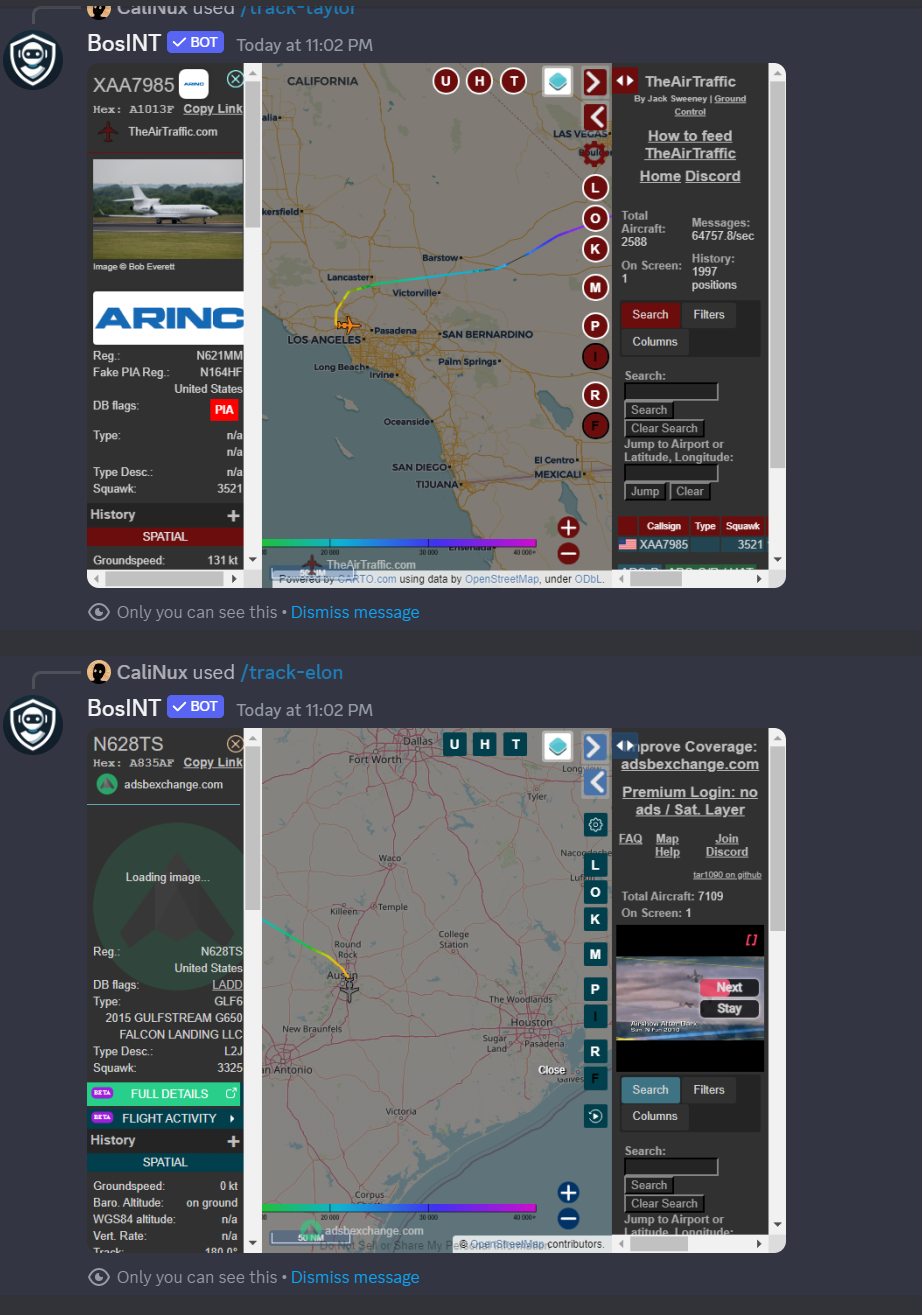 CaliNux used /track-taylor
BosINT ✓ BOT Today at 11:02 PM
XAA7985 ARINC
Hex: A1013F Copy Link
TheAirTraffic.com
Image © Bob Everett
ARINC
Reg.: N621MM
Fake PIA Reg.: N164HF
United States
DB flags: PIA
Type: n/a
n/a
Type Desc.: n/a
Squawk: 3521
History +
SPATIAL
Groundspeed: 131 kt
CALIFORNIA
U H T
LAS VEGAS
Barstow
Lancaster
Victorville
Pasadena
LOS ANGELES
SAN BERNARDINO
Long Beach
Irvine
Palm Springs
Oceanside
SAN DIEGO
TIJUANA
El Centro
MEXICALI
Ensenada
L
O
K
M
P
I
R
F
+
−
20 000 30 000 40 000+
TheAirTraffic.com
50 NM
Powered by CARTO.com using data by OpenStreetMap, under ODbL.
TheAirTraffic
By Jack Sweeney | Ground
Control
How to feed
TheAirTraffic
Home Discord
Total
Aircraft:
2588
Messages:
64757.8/sec
On Screen:
1
History:
1997
positions
Search Filters
Columns
Search:
Search
Clear Search
Jump to Airport or
Latitude, Longitude:
Jump Clear
Callsign Type Squawk
XAA7985 3521
Only you can see this • Dismiss message
CaliNux used /track-elon
BosINT ✓ BOT Today at 11:02 PM
N628TS
Hex: A835AF Copy Link
adsbexchange.com
Loading image...
Reg.: N628TS
United States
DB flags: LADD
Type: GLF6
2015 GULFSTREAM G650
FALCON LANDING LLC
Type Desc.: L2J
Squawk: 3325
BETA FULL DETAILS
BETA FLIGHT ACTIVITY
History +
SPATIAL
Groundspeed: 0 kt
Baro. Altitude: on ground
WGS84 altitude: n/a
Vert. Rate: n/a
Track: 180.0°
Dallas
Fort Worth
U H T
Tyler
Waco
Killeen
Temple
Round
Rock
College
Station
Austin
The Woodlands
New Braunfels
Houston
Sugar
Land
Pasadena
Close
Victoria
Corpus
L
O
K
M
P
I
R
F
+
−
20 000 30 000 40 000+
adsbexchange.com
50 NM
Do Not Sell or Share My Personal Information
© OpenStreetMap contributors.
mprove Coverage:
adsbexchange.com
Premium Login: no
ads / Sat. Layer
FAQ Map
Help Join
Discord
tar1090 on github
Total Aircraft: 7109
On Screen: 1
Next
Stay
Airshow AfterDark
Sun N Fun 2010
Search Filters
Columns
Search:
Search
Clear Search
Jump to Airport or
Latitude, Longitude:
Only you can see this • Dismiss message